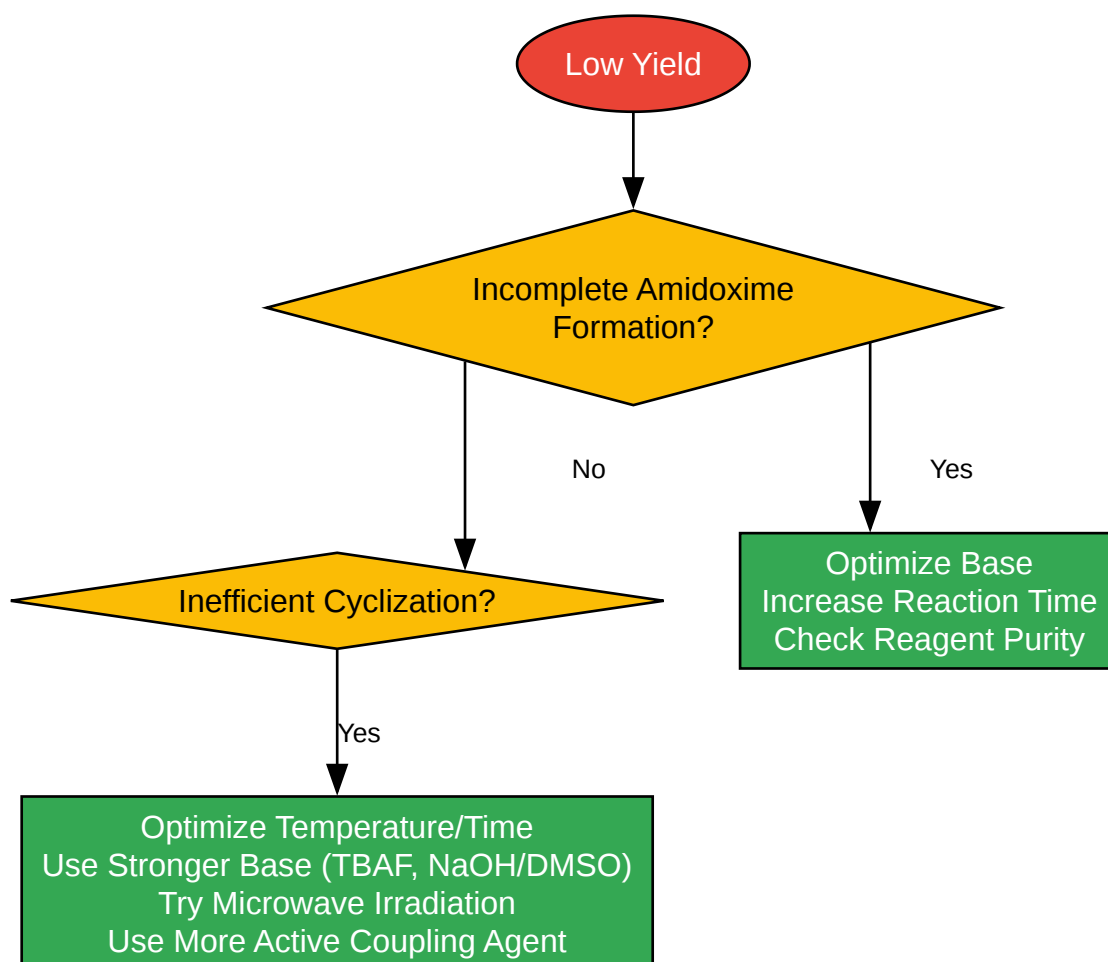 Low Yield
Incomplete Amidoxime
Formation?
No
Yes
Optimize Base
Increase Reaction Time
Check Reagent Purity
Inefficient Cyclization?
Yes
Optimize Temperature/Time
Use Stronger Base (TBAF, NaOH/DMSO)
Try Microwave Irradiation
Use More Active Coupling Agent